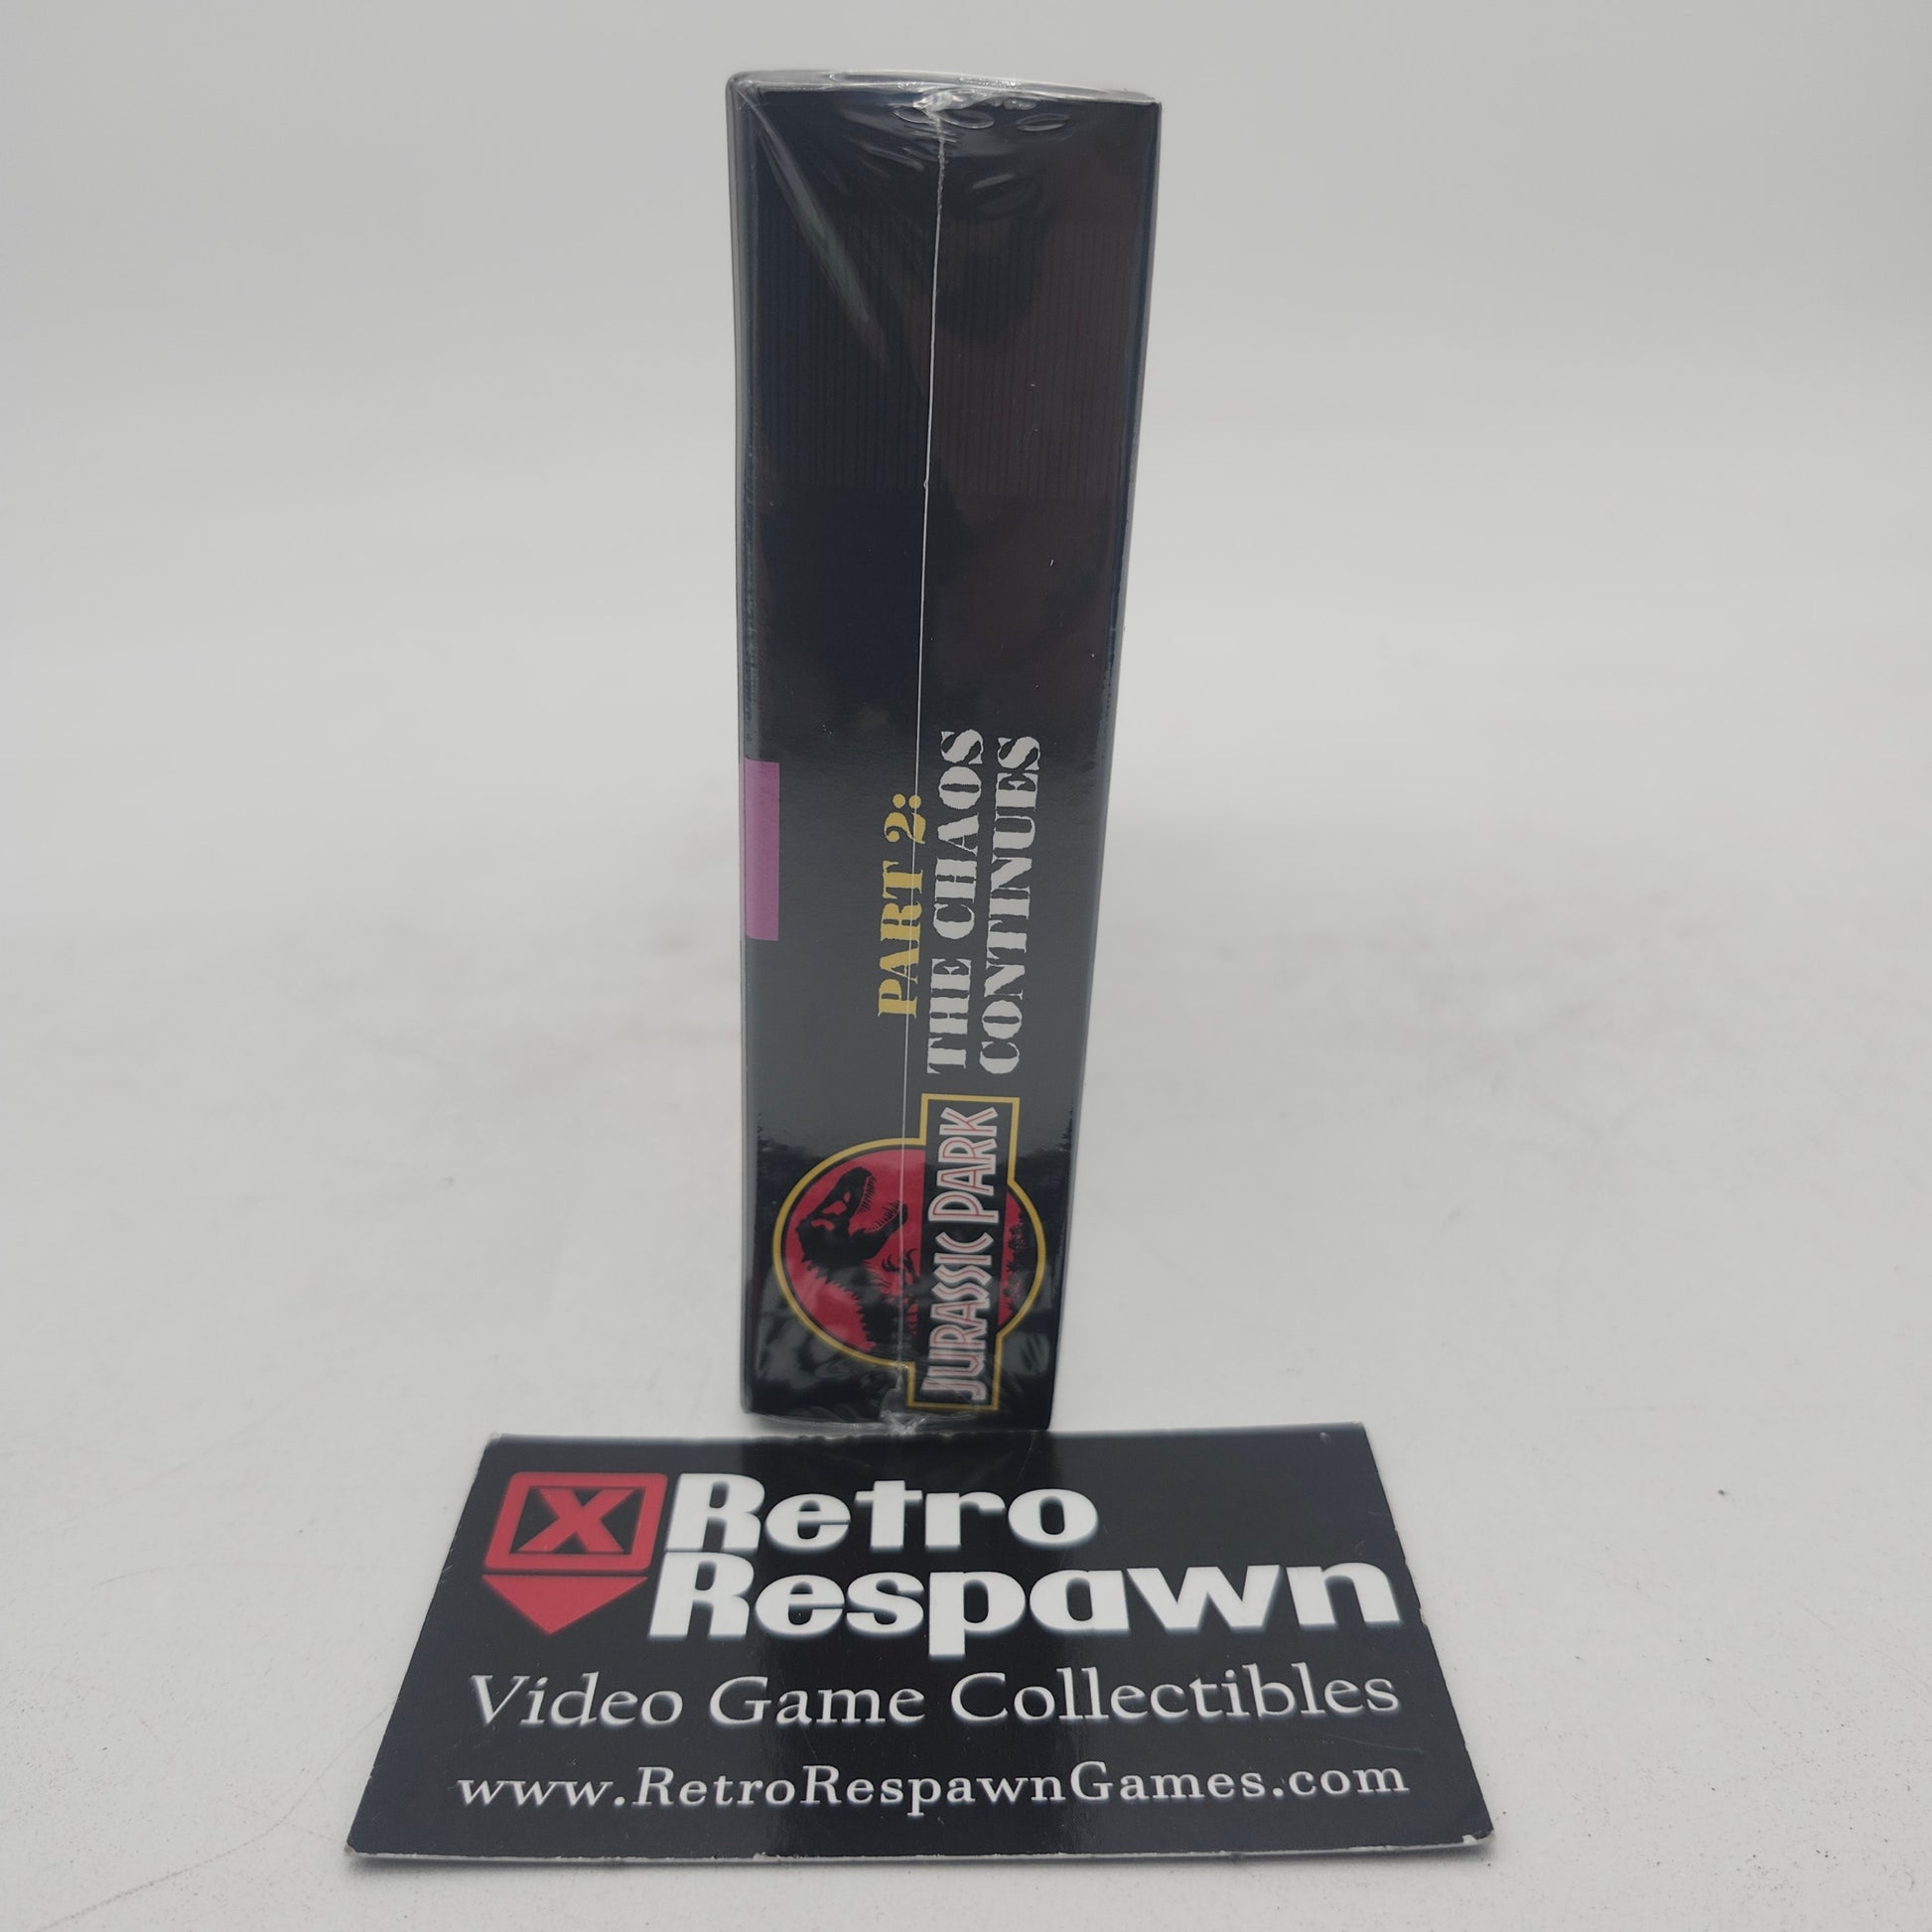 PART 2:
THE CHAOS
CONTINUES
JURASSIC PARK
X
Retro
Respawn
Video Game Collectibles
www.RetroRespawnGames.com